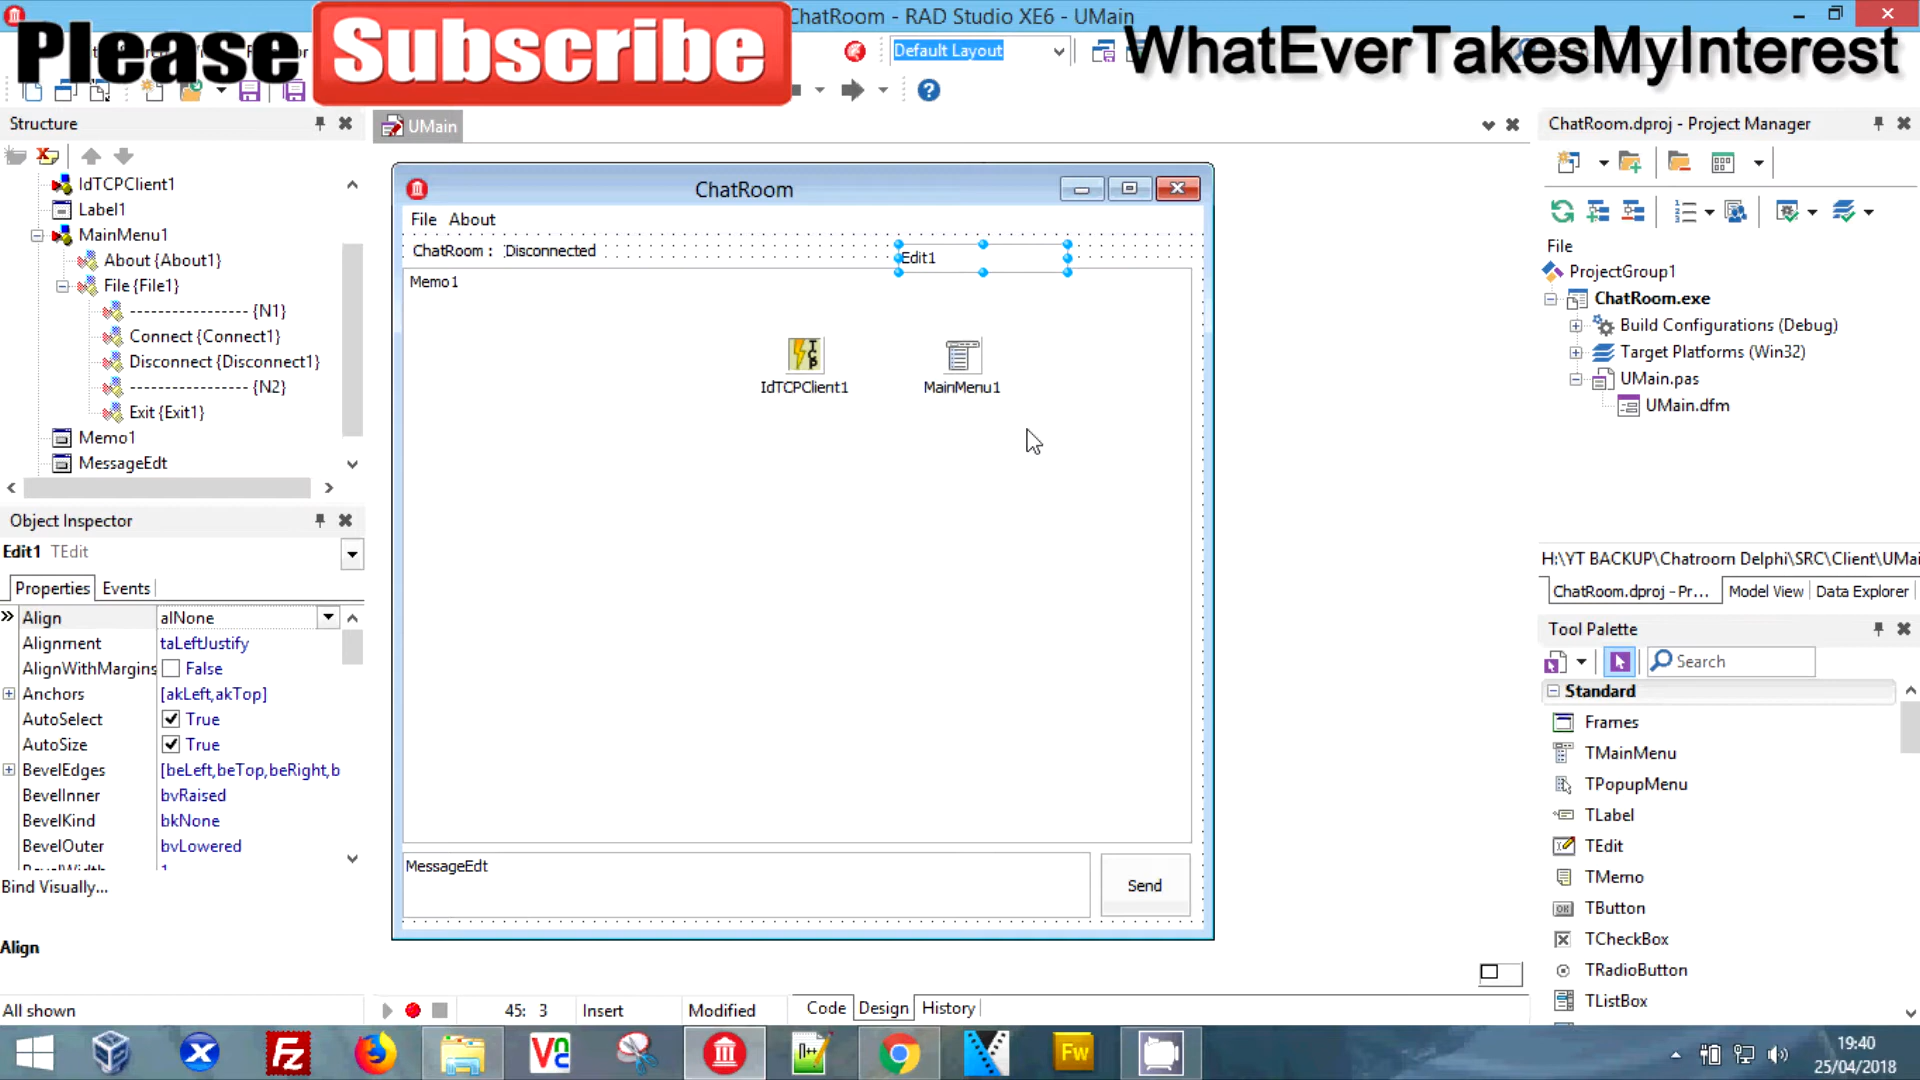 ChatRoom - RAD Studio XE6 - UMain
Please Subscribe
WhatEverTakesMyInterest
Default Layout
Structure
IdTCPClient1
Label1
MainMenu1
About {About1}
File {File1}
---------------- {N1}
Connect {Connect1}
Disconnect {Disconnect1}
---------------- {N2}
Exit {Exit1}
Memo1
MessageEdt
Object Inspector
Edit1 TEdit
Properties Events
Align alNone
Alignment taLeftJustify
AlignWithMargins False
Anchors [akLeft,akTop]
AutoSelect True
AutoSize True
BevelEdges [beLeft,beTop,beRight,b
BevelInner bvRaised
BevelKind bkNone
BevelOuter bvLowered
Bind Visually...
Align
All shown
UMain
ChatRoom
File About
ChatRoom : Disconnected
Edit1
Memo1
IdTCPClient1
MainMenu1
MessageEdt
Send
45: 3 Insert Modified
Code Design History
ChatRoom.dproj - Project Manager
File
ProjectGroup1
ChatRoom.exe
Build Configurations (Debug)
Target Platforms (Win32)
UMain.pas
UMain.dfm
H:\YT BACKUP\Chatroom Delphi\SRC\Client\UMai
ChatRoom.dproj - Pr... Model View Data Explorer
Tool Palette
Search
Standard
Frames
TMainMenu
TPopupMenu
TLabel
TEdit
TMemo
TButton
TCheckBox
TRadioButton
TListBox
19:40
25/04/2018